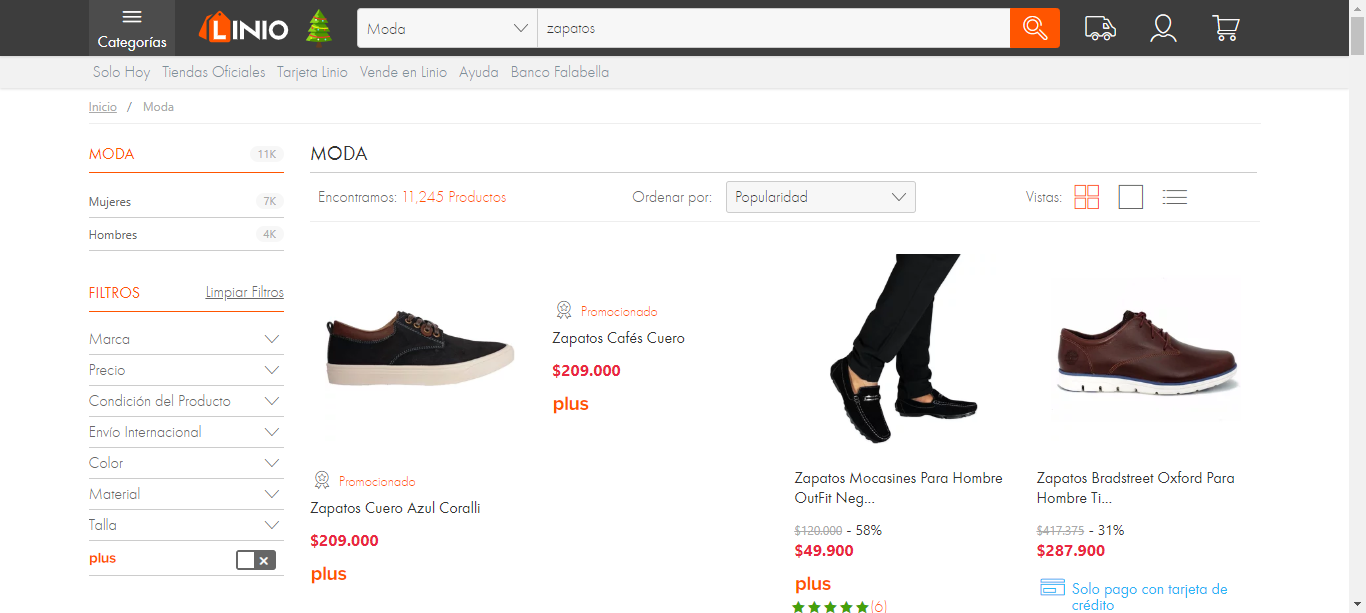 Categorías
LINIO
Moda
zapatos
Solo Hoy Tiendas Oficiales Tarjeta Linio Vende en Linio Ayuda Banco Falabella
Inicio / Moda
MODA 11K
Mujeres 7K
Hombres 4K
FILTROS Limpiar Filtros
Marca
Precio
Condición del Producto
Envío Internacional
Color
Material
Talla
plus
MODA
Encontramos: 11,245 Productos
Ordenar por: Popularidad
Vistas:
Promocionado
Zapatos Cuero Azul Coralli
$209.000
plus
Promocionado
Zapatos Cafés Cuero
$209.000
plus
Zapatos Mocasines Para Hombre
OutFit Neg...
$120.000 - 58%
$49.900
plus
(6)
Zapatos Bradstreet Oxford Para
Hombre Ti...
$417.375 - 31%
$287.900
Solo pago con tarjeta de
crédito